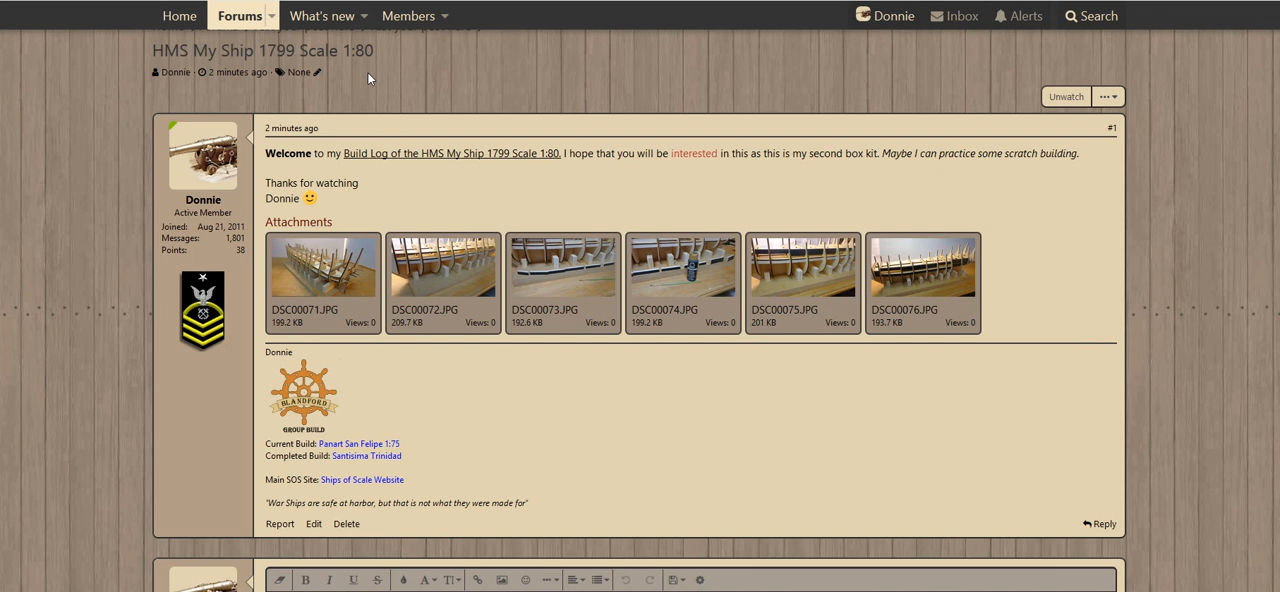 Home Forums What's new Members Donnie Inbox Alerts Search
HMS My Ship 1799 Scale 1:80
Donnie · 2 minutes ago · None
Unwatch
2 minutes ago #1
Welcome to my Build Log of the HMS My Ship 1799 Scale 1:80. I hope that you will be interested in this as this is my second box kit. Maybe I can practice some scratch building.
Thanks for watching
Donnie
Donnie
Active Member
Joined: Aug 21, 2011
Messages: 1,801
Points: 38
Attachments
DSC00071.JPG
199.2 KB Views: 0
DSC00072.JPG
209.7 KB Views: 0
DSC00073.JPG
192.6 KB Views: 0
DSC00074.JPG
199.2 KB Views: 0
DSC00075.JPG
201 KB Views: 0
DSC00076.JPG
193.7 KB Views: 0
Donnie
BLANDFORD
GROUP BUILD
Current Build: Panart San Felipe 1:75
Completed Build: Santisima Trinidad
Main SOS Site: Ships of Scale Website
"War Ships are safe at harbor, but that is not what they were made for"
Report Edit Delete Reply
B I U S A T